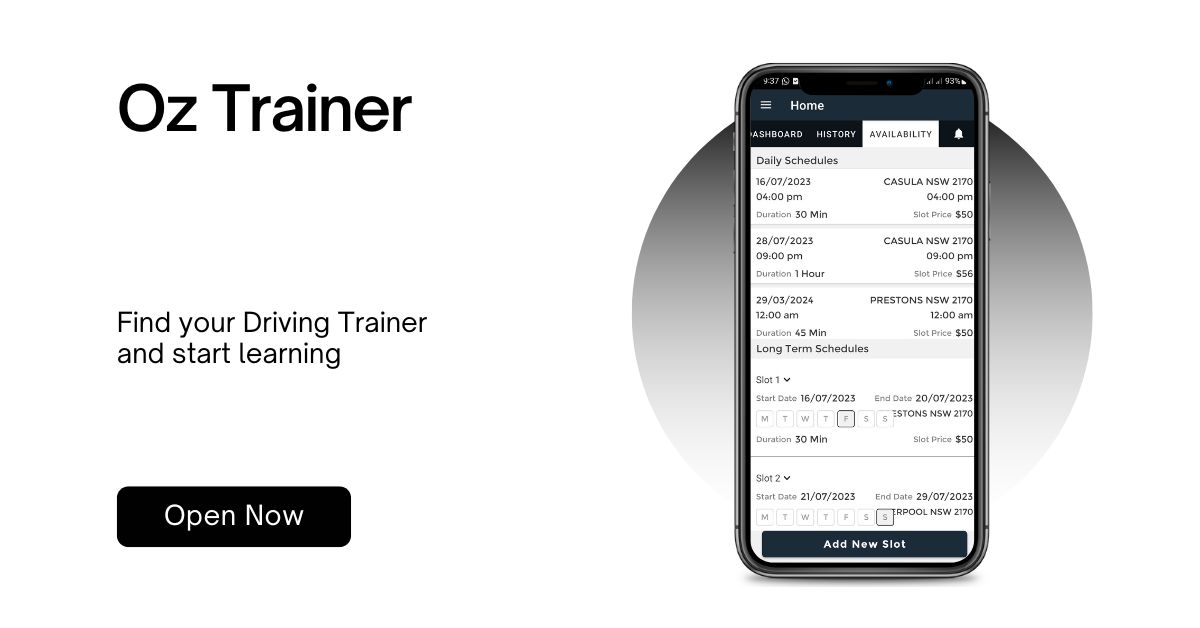 Oz Trainer
Find your Driving Trainer
and start learning
Open Now
9:37 93%
Home
DASHBOARD HISTORY AVAILABILITY
Daily Schedules
16/07/2023 CASULA NSW 2170
04:00 pm 04:00 pm
Duration 30 Min Slot Price $50
28/07/2023 CASULA NSW 2170
09:00 pm 09:00 pm
Duration 1 Hour Slot Price $56
29/03/2024 PRESTONS NSW 2170
12:00 am 12:00 am
Duration 45 Min Slot Price $50
Long Term Schedules
Slot 1
Start Date 16/07/2023 End Date 20/07/2023
M T W T F S S ESTONS NSW 2170
Duration 30 Min Slot Price $50
Slot 2
Start Date 21/07/2023 End Date 29/07/2023
M T W T F S S ERPOOL NSW 2170
Add New Slot